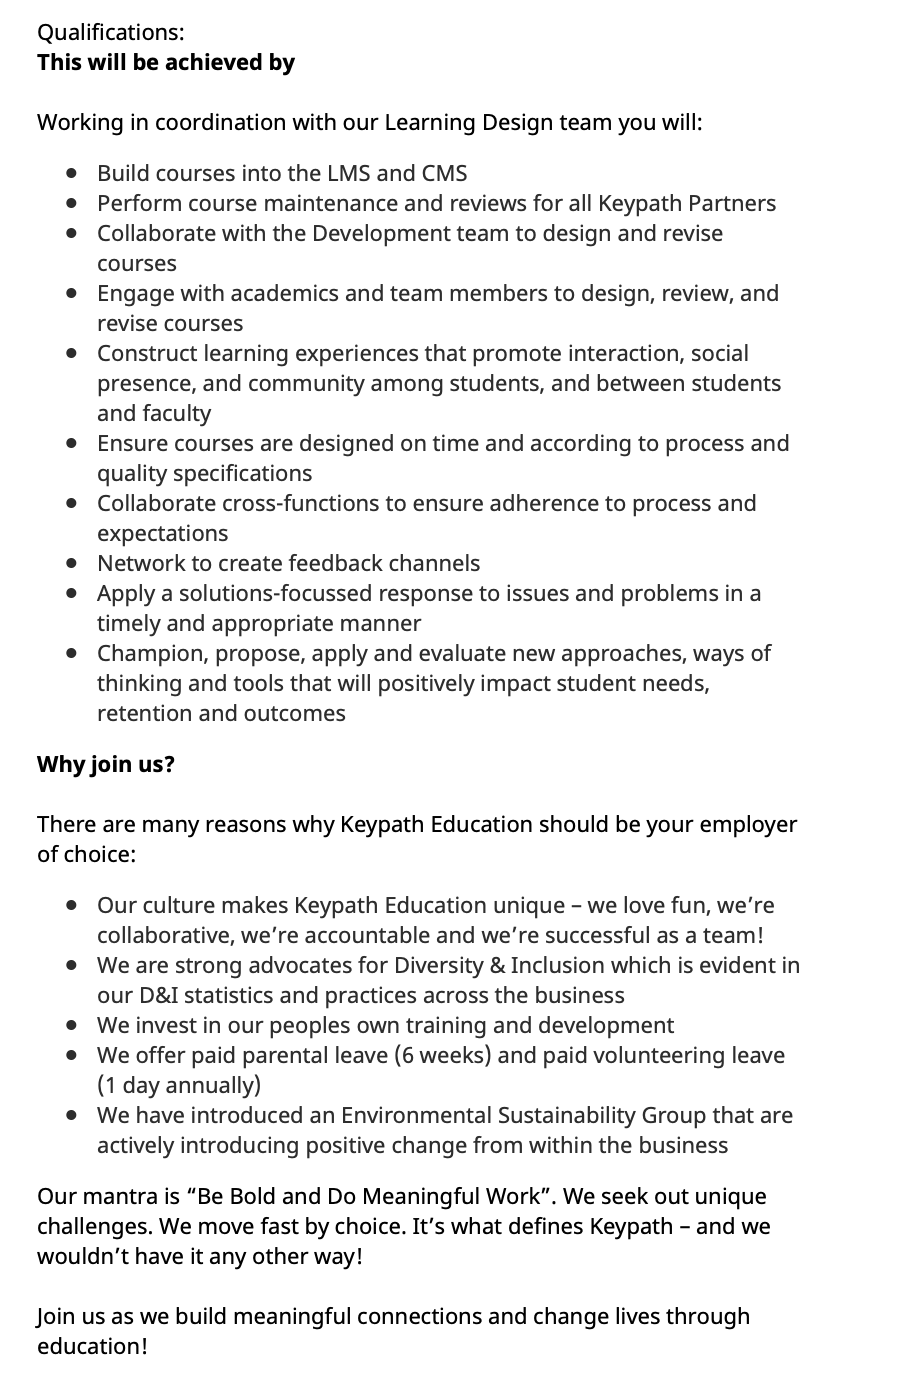 Qualifications:
This will be achieved by
Working in coordination with our Learning Design team you will:
• Build courses into the LMS and CMS
• Perform course maintenance and reviews for all Keypath Partners
• Collaborate with the Development team to design and revise
courses
• Engage with academics and team members to design, review, and
revise courses
• Construct learning experiences that promote interaction, social
presence, and community among students, and between students
and faculty
• Ensure courses are designed on time and according to process and
quality specifications
• Collaborate cross-functions to ensure adherence to process and
expectations
• Network to create feedback channels
• Apply a solutions-focussed response to issues and problems in a
timely and appropriate manner
• Champion, propose, apply and evaluate new approaches, ways of
thinking and tools that will positively impact student needs,
retention and outcomes
Why join us?
There are many reasons why Keypath Education should be your employer
of choice:
• Our culture makes Keypath Education unique – we love fun, we’re
collaborative, we’re accountable and we’re successful as a team!
• We are strong advocates for Diversity & Inclusion which is evident in
our D&I statistics and practices across the business
• We invest in our peoples own training and development
• We offer paid parental leave (6 weeks) and paid volunteering leave
(1 day annually)
• We have introduced an Environmental Sustainability Group that are
actively introducing positive change from within the business
Our mantra is “Be Bold and Do Meaningful Work”. We seek out unique
challenges. We move fast by choice. It’s what defines Keypath – and we
wouldn’t have it any other way!
Join us as we build meaningful connections and change lives through
education!